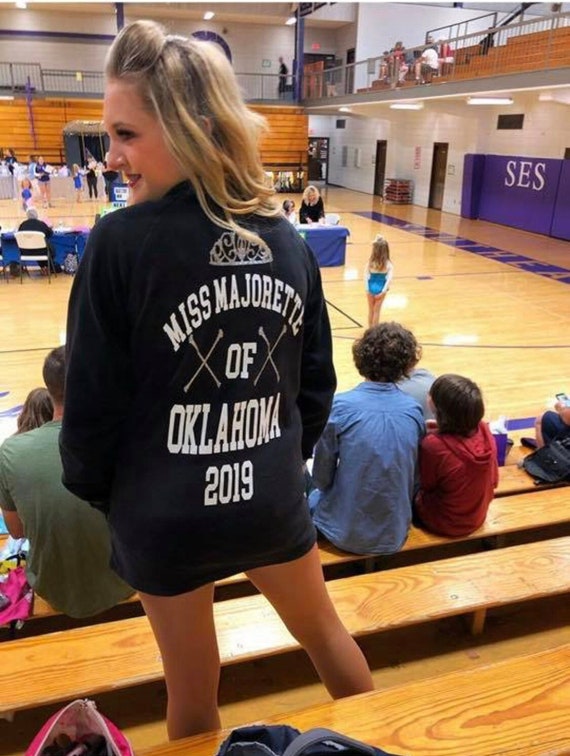 SES
MISS MAJORETTE
OF
OKLAHOMA
2019